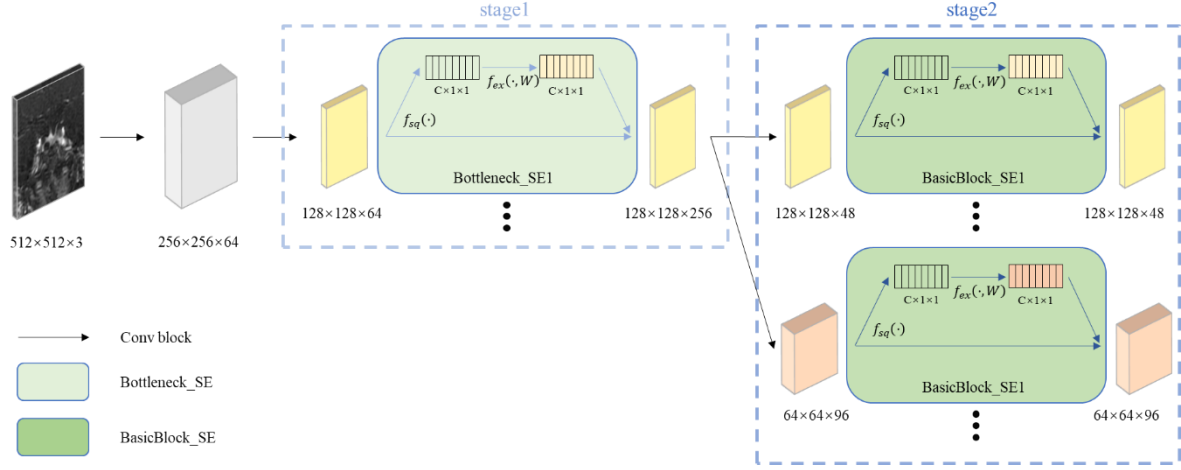 stage1
stage2
f_ex(·,W)
C×1×1
C×1×1
f_sq(·)
Bottleneck_SE1
f_ex(·,W)
C×1×1
C×1×1
f_sq(·)
BasicBlock_SE1
512×512×3
256×256×64
128×128×64
128×128×256
128×128×48
128×128×48
f_ex(·,W)
C×1×1
C×1×1
f_sq(·)
BasicBlock_SE1
64×64×96
64×64×96
Conv block
Bottleneck_SE
BasicBlock_SE